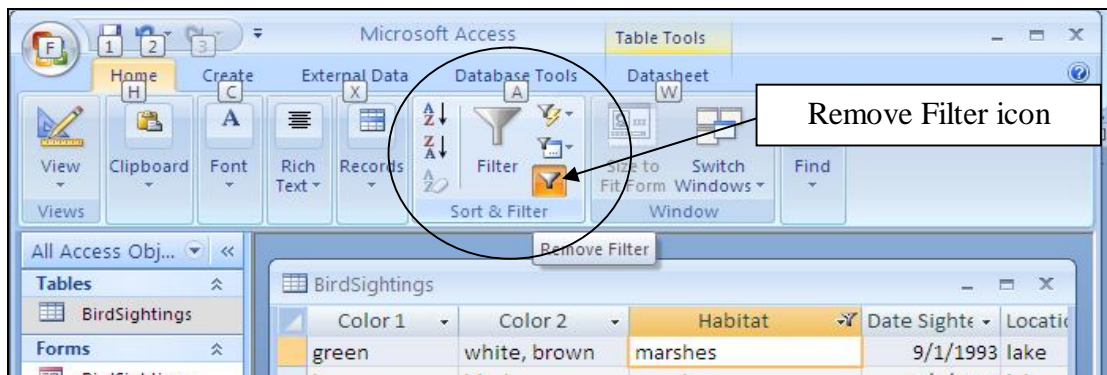 F 1 2 3 Microsoft Access Table Tools
Home Create External Data Database Tools Datasheet
H C X A W
Remove Filter icon
View Clipboard Font Rich Text Records Filter Size to Fit Form Switch Windows Find
Views Sort & Filter Window
Remove Filter
All Access Obj... «
Tables
BirdSightings
Forms
BirdSightings
Color 1 Color 2 Habitat Date Sighte Locatio
green white, brown marshes 9/1/1993 lake